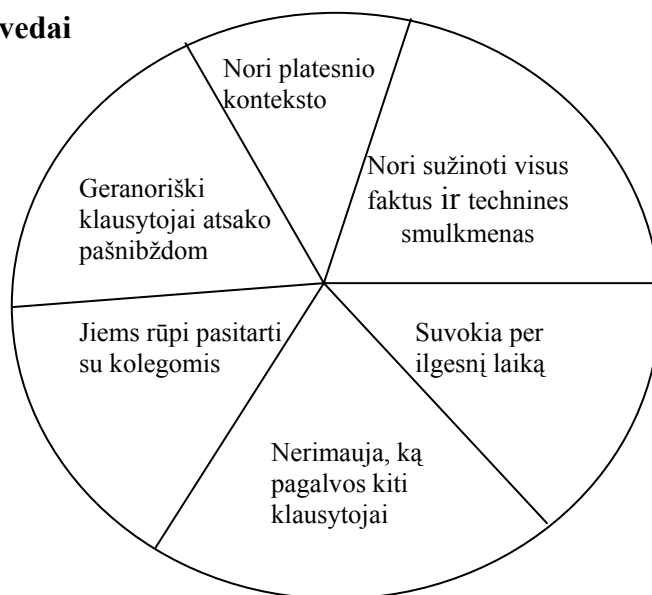 vedai
Nori platesnio
konteksto
Nori sužinoti visus
faktus ir technines
smulkmenas
Geranoriški
klausytojai atsako
pašnibždom
Jiems rūpi pasitarti
su kolegomis
Suvokia per
ilgesnį laiką
Nerimauja, ką
pagalvos kiti
klausytojai